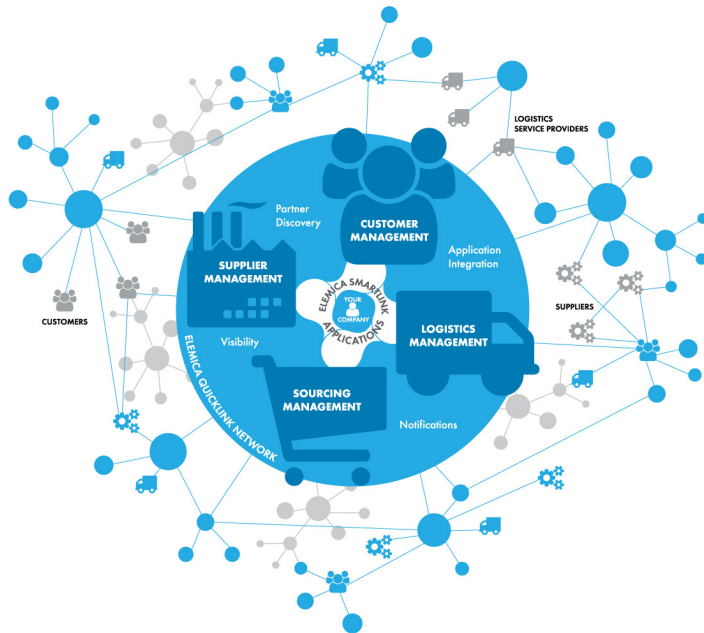 LOGISTICS
SERVICE PROVIDERS
Partner
Discovery
CUSTOMER
MANAGEMENT
Application
Integration
SUPPLIER
MANAGEMENT
ELEMICA SMARTLINK
APPLICATIONS
YOUR
COMPANY
SUPPLIERS
CUSTOMERS
LOGISTICS
MANAGEMENT
Visibility
SOURCING
MANAGEMENT
Notifications
ELEMICA QUICKLINK NETWORK